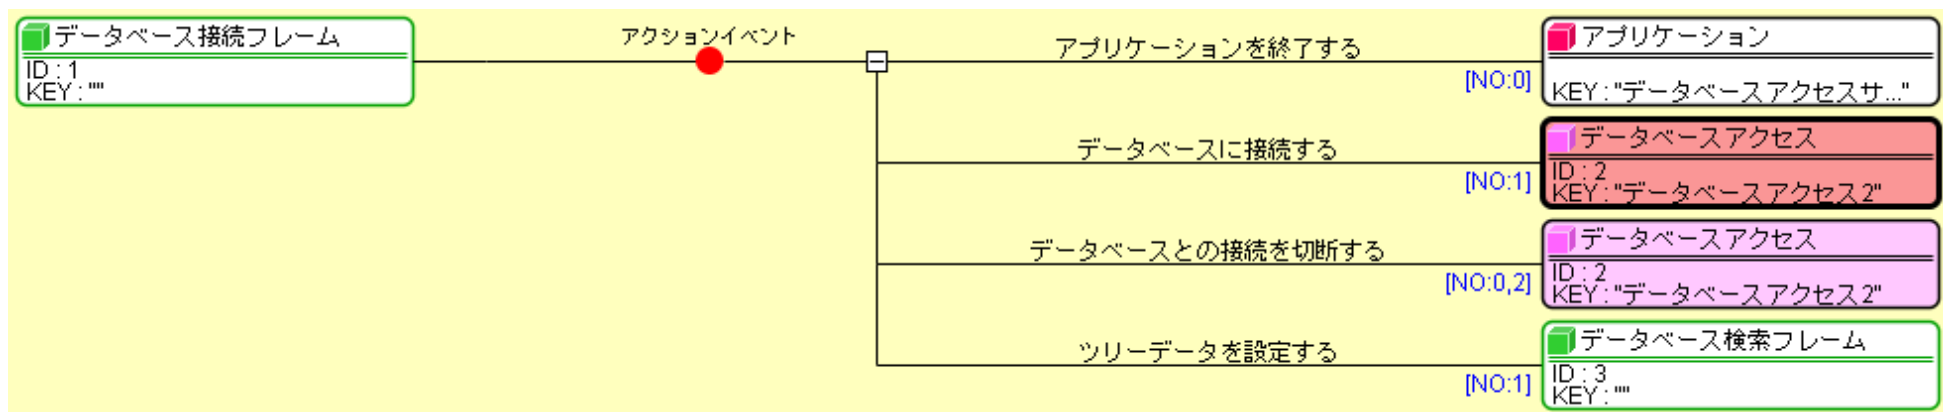 データベース接続フレーム
ID : 1
KEY : ""
アクションイベント
アプリケーションを終了する
[NO:0]
アプリケーション
KEY : "データベースアクセスサ..."
データベースに接続する
[NO:1]
データベースアクセス
ID : 2
KEY : "データベースアクセス2"
データベースとの接続を切断する
[NO:0,2]
データベースアクセス
ID : 2
KEY : "データベースアクセス2"
ツリーデータを設定する
[NO:1]
データベース検索フレーム
ID : 3
KEY : ""